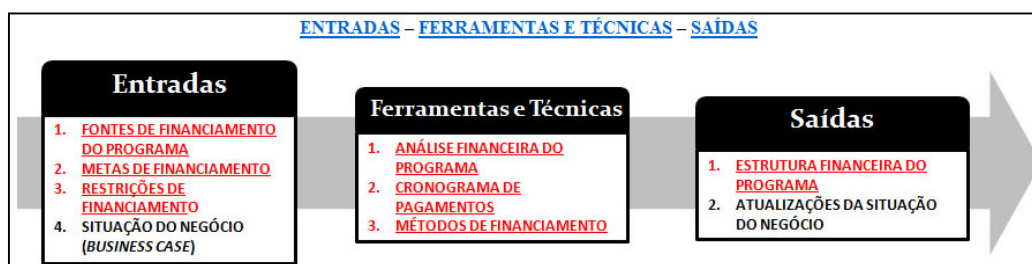 ENTRADAS – FERRAMENTAS E TÉCNICAS – SAÍDAS
Entradas
1. FONTES DE FINANCIAMENTO
DO PROGRAMA
2. METAS DE FINANCIAMENTO
3. RESTRIÇÕES DE
FINANCIAMENTO
4. SITUAÇÃO DO NEGÓCIO
(BUSINESS CASE)
Ferramentas e Técnicas
1. ANÁLISE FINANCEIRA DO
PROGRAMA
2. CRONOGRAMA DE
PAGAMENTOS
3. MÉTODOS DE FINANCIAMENTO
Saídas
1. ESTRUTURA FINANCEIRA DO
PROGRAMA
2. ATUALIZAÇÕES DA SITUAÇÃO
DO NEGÓCIO